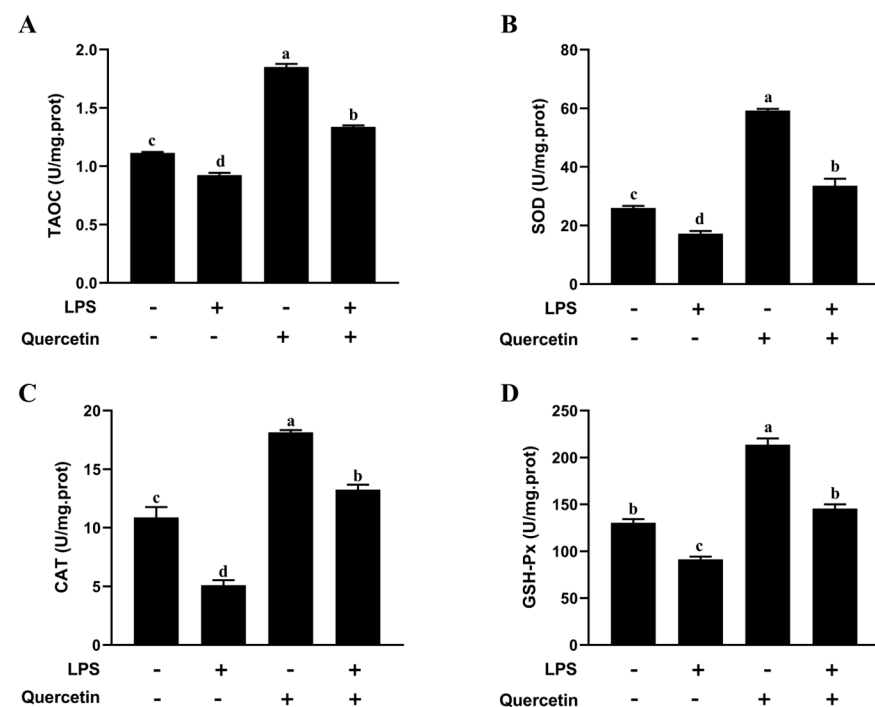 A
TAOC (U/mg.prot)
2.0
1.5
1.0
0.5
0.0
c
d
a
b
LPS - + - +
Quercetin - - + +
B
SOD (U/mg.prot)
80
60
40
20
0
c
d
a
b
LPS - + - +
Quercetin - - + +
C
CAT (U/mg.prot)
20
15
10
5
0
c
d
a
b
LPS - + - +
Quercetin - - + +
D
GSH-Px (U/mg.prot)
250
200
150
100
50
0
b
c
a
b
LPS - + - +
Quercetin - - + +